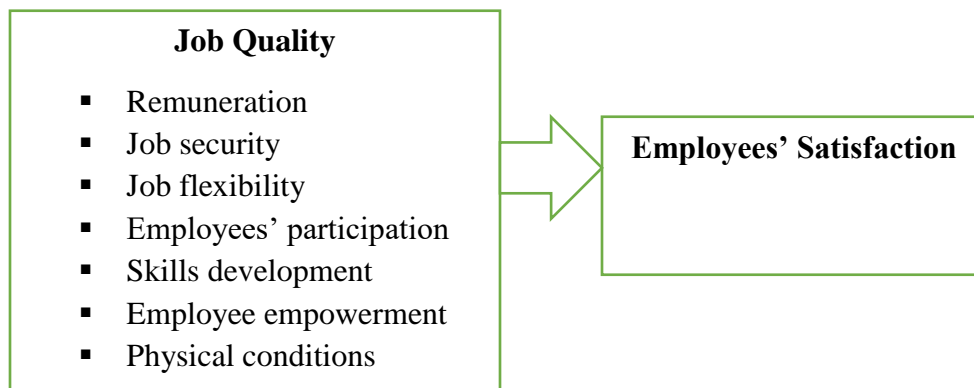 Job Quality
▪ Remuneration
▪ Job security
▪ Job flexibility
▪ Employees’ participation
▪ Skills development
▪ Employee empowerment
▪ Physical conditions
Employees’ Satisfaction